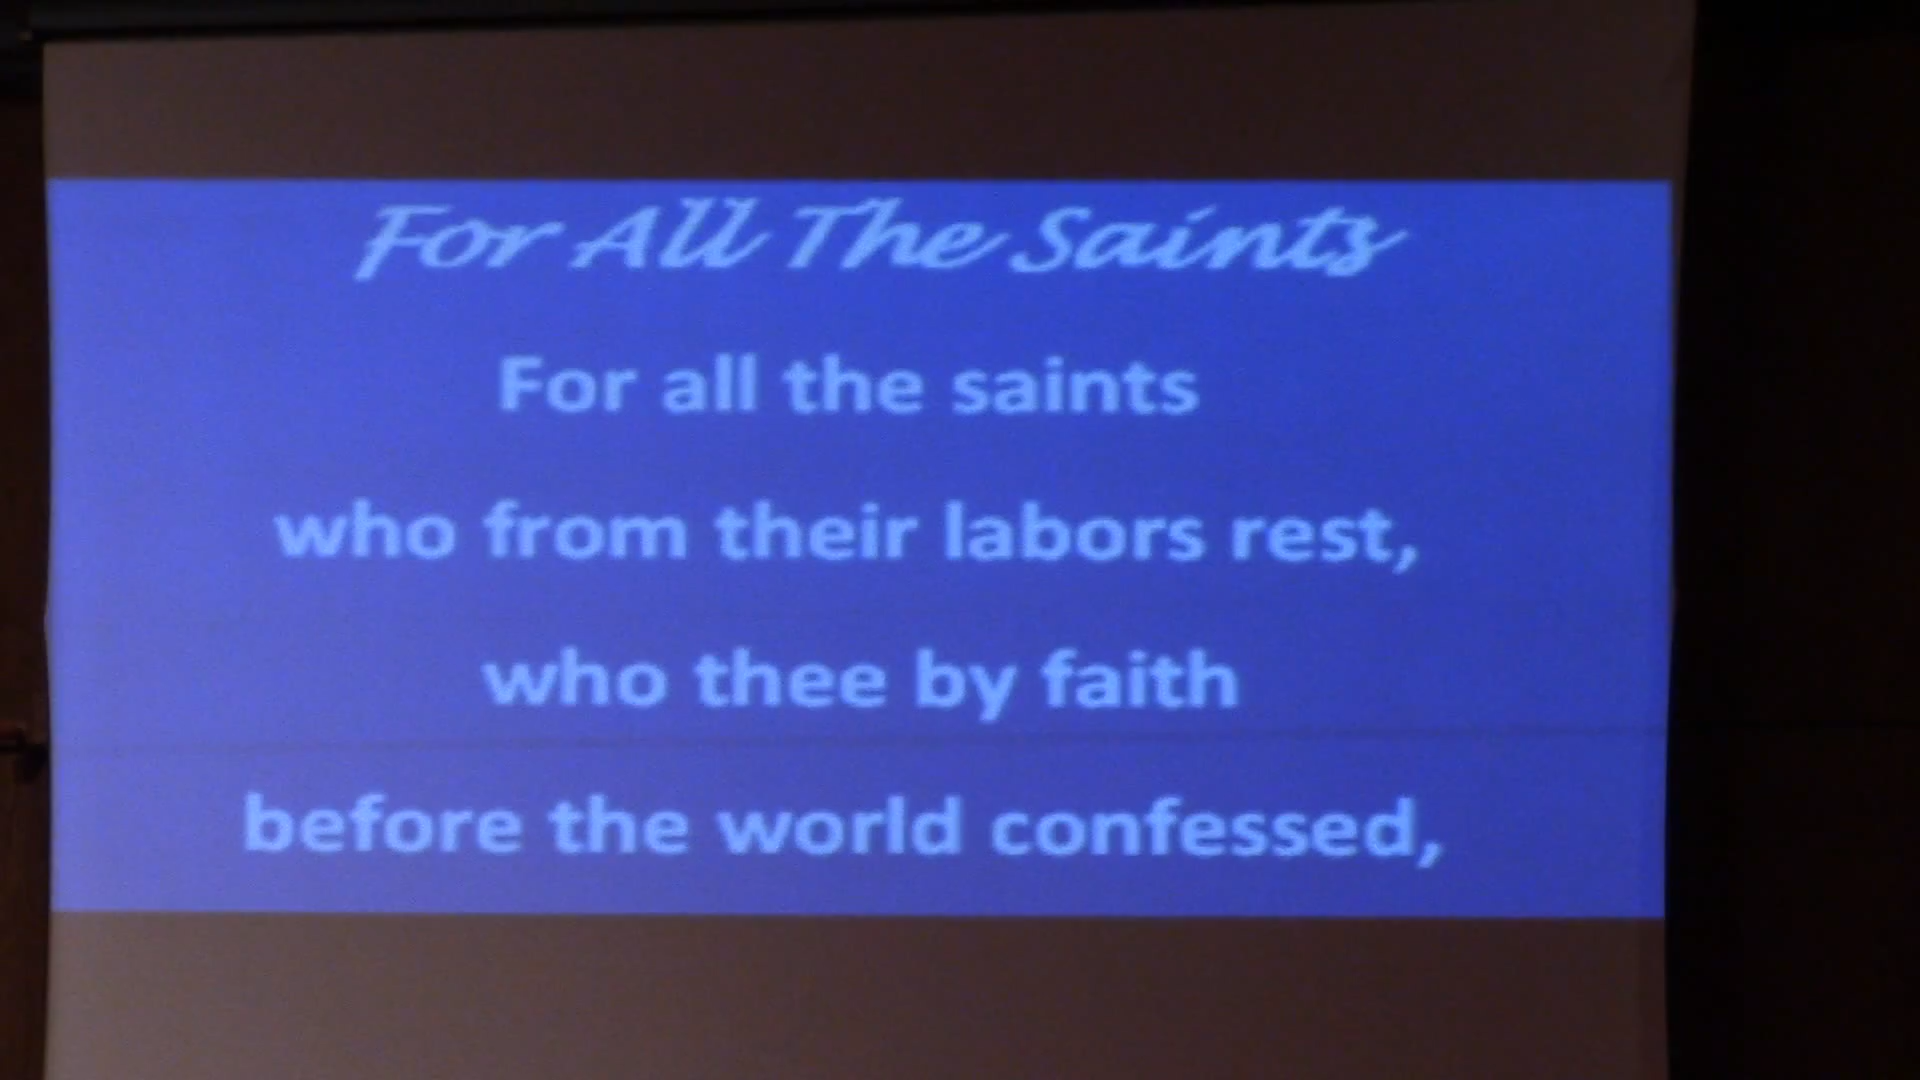 For All The Saints
For all the saints
who from their labors rest,
who thee by faith
before the world confessed,